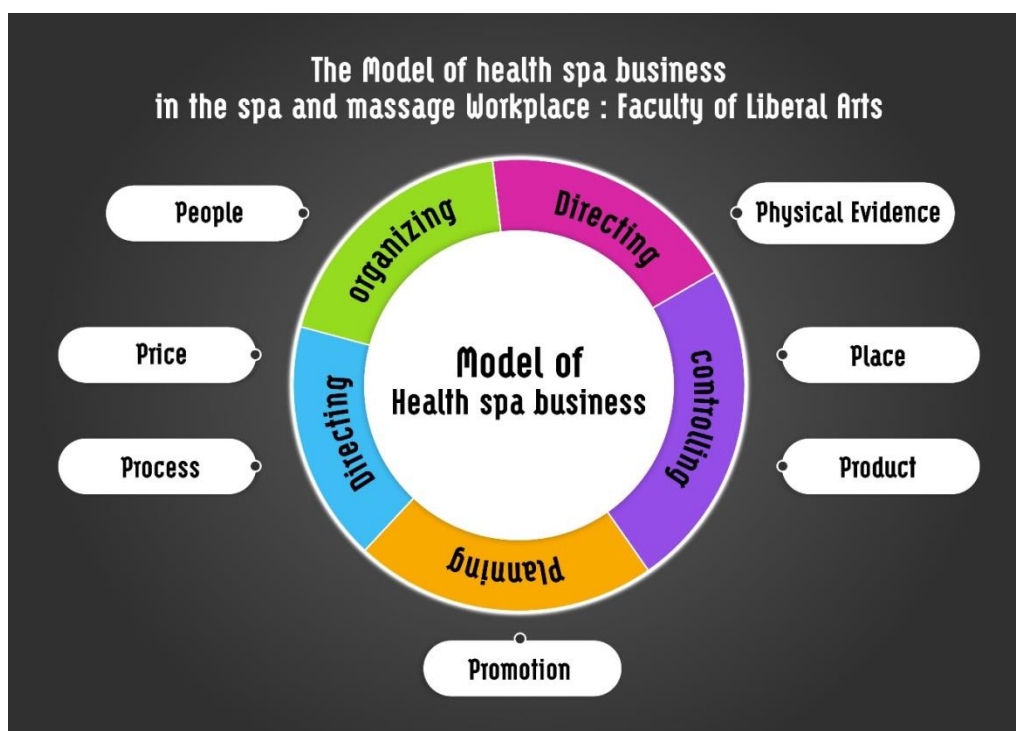 The Model of health spa business
in the spa and massage Workplace : Faculty of Liberal Arts
People
organizing
Directing
Physical Evidence
Price
Directing
Model of
Health spa business
controlling
Place
Process
Product
Planning
Promotion